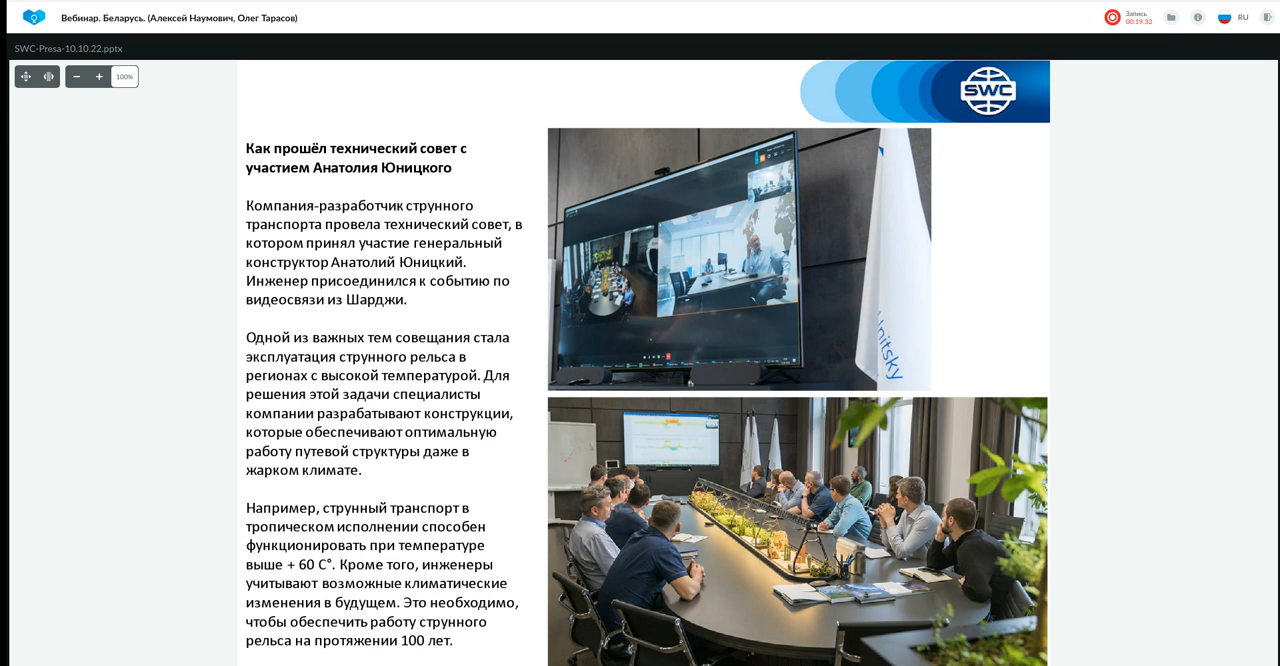 Вебинар. Беларусь. (Алексей Наумович, Олег Тарасов)
Запись
00:19:32
RU
SWC-Presa-10.10.22.pptx
100%
SWC
Как прошёл технический совет с
участием Анатолия Юницкого
Компания-разработчик струнного
транспорта провела технический совет, в
котором принял участие генеральный
конструктор Анатолий Юницкий.
Инженер присоединился к событию по
видеосвязи из Шарджи.
Одной из важных тем совещания стала
эксплуатация струнного рельса в
регионах с высокой температурой. Для
решения этой задачи специалисты
компании разрабатывают конструкции,
которые обеспечивают оптимальную
работу путевой структуры даже в
жарком климате.
Например, струнный транспорт в
тропическом исполнении способен
функционировать при температуре
выше + 60 С°. Кроме того, инженеры
учитывают возможные климатические
изменения в будущем. Это необходимо,
чтобы обеспечить работу струнного
рельса на протяжении 100 лет.
Unitsky